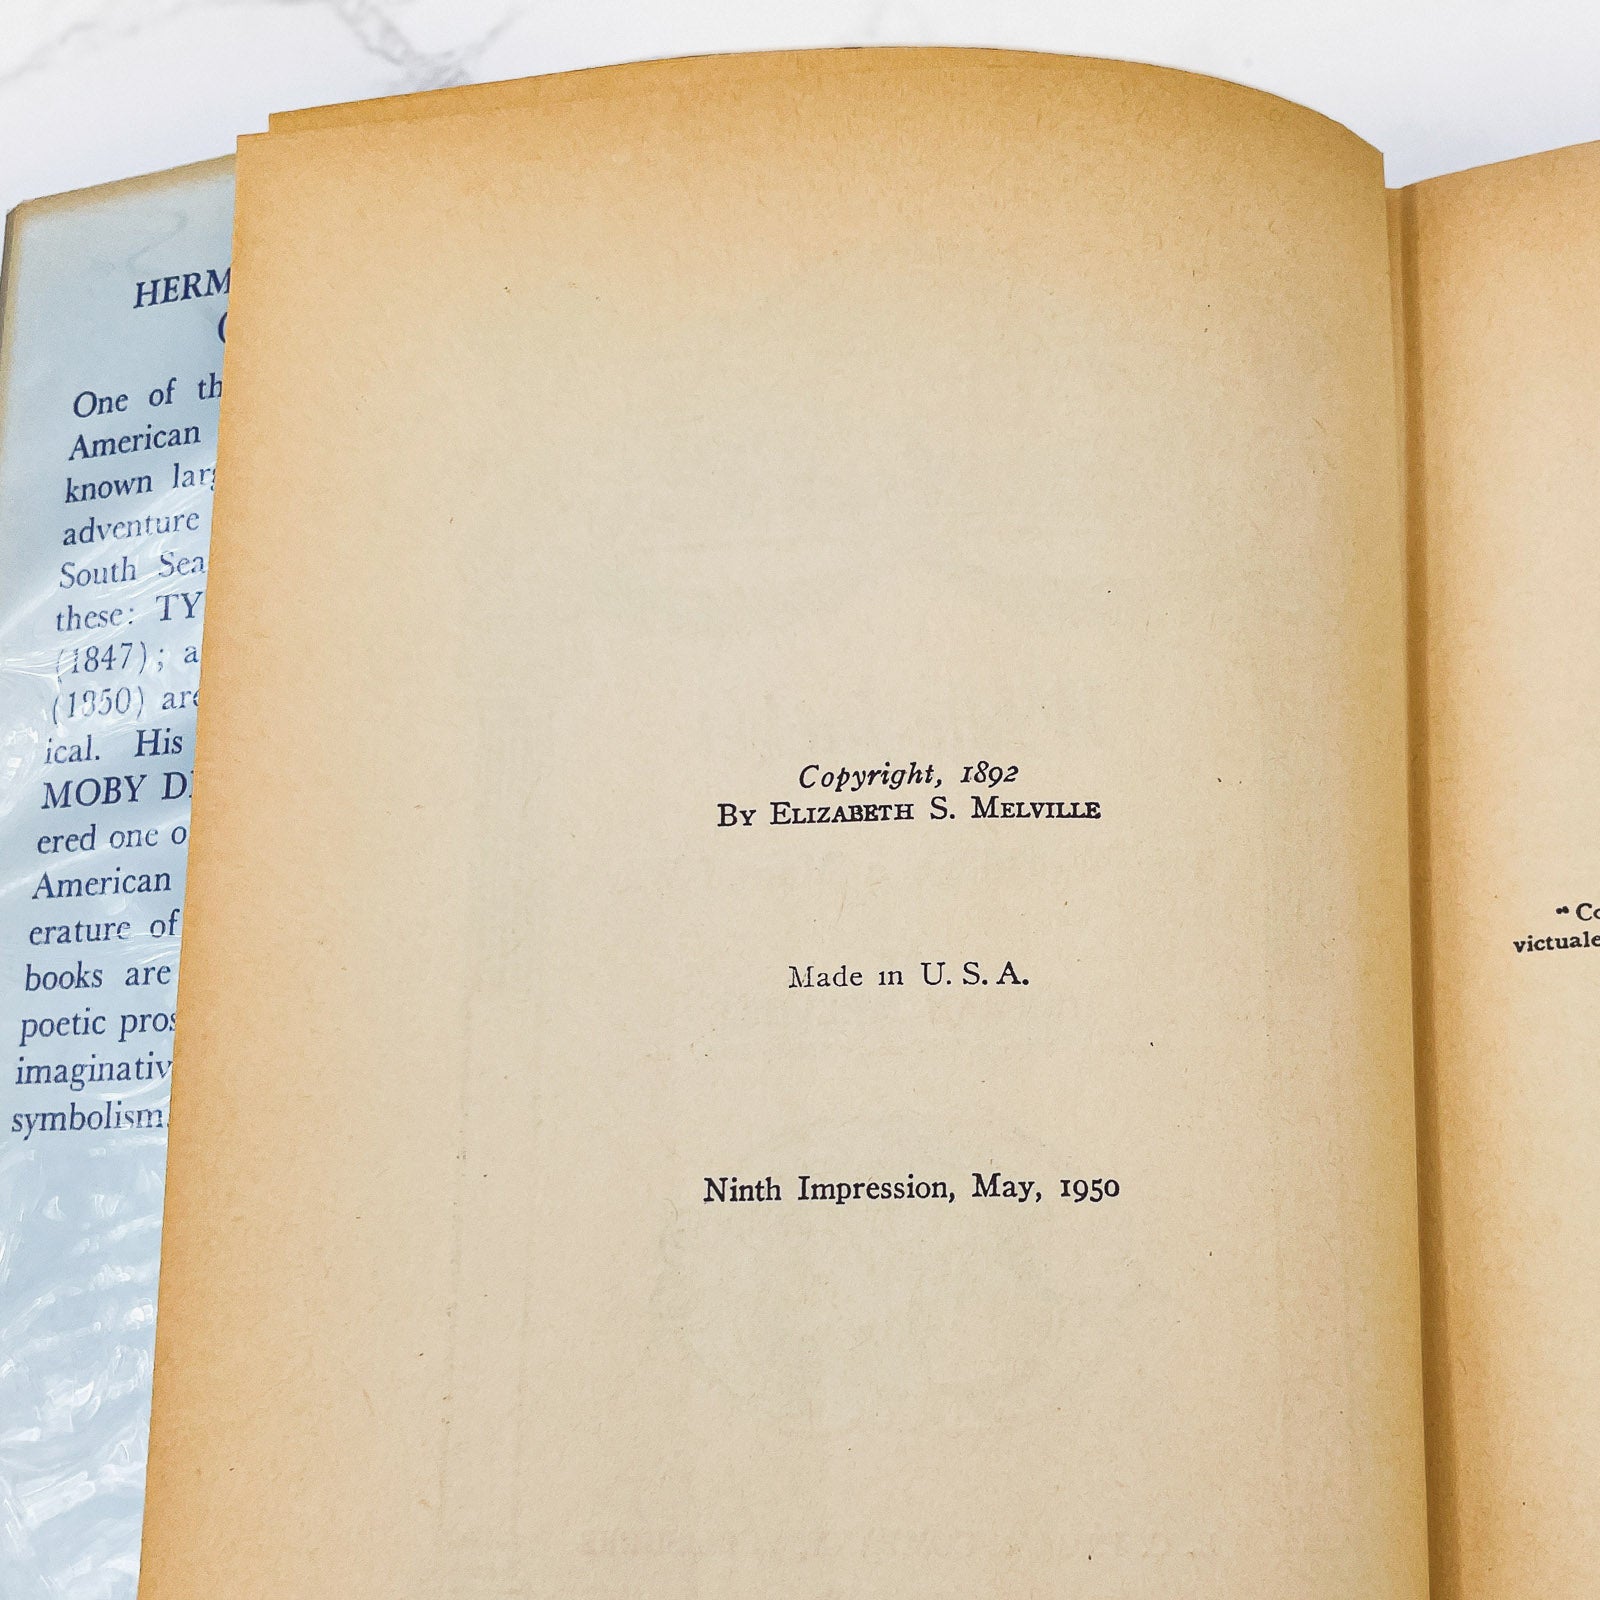 HERM
One of th
American
known larg
adventure
South Sea
these: TY
(1847); a
(1850) are
ical. His
MOBY DI
ered one o
American
erature of
books are
poetic pros
imaginativ
symbolism.
Copyright, 1892
By Elizabeth S. Melville
Made in U. S. A.
Ninth Impression, May, 1950
" Co
victuale